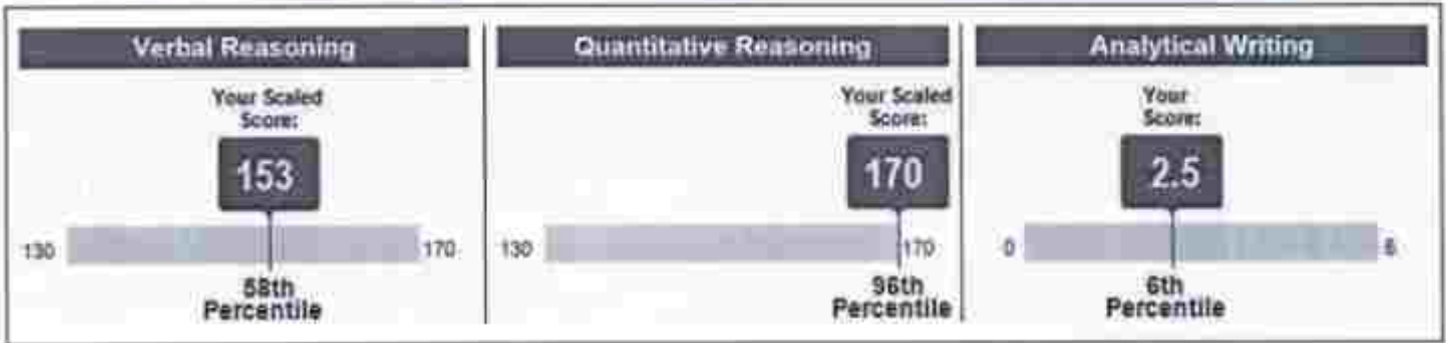 Verbal Reasoning
Your Scaled
Score:
153
130
170
58th
Percentile
Quantitative Reasoning
Your Scaled
Score:
170
130
170
96th
Percentile
Analytical Writing
Your
Score:
2.5
0
6
6th
Percentile